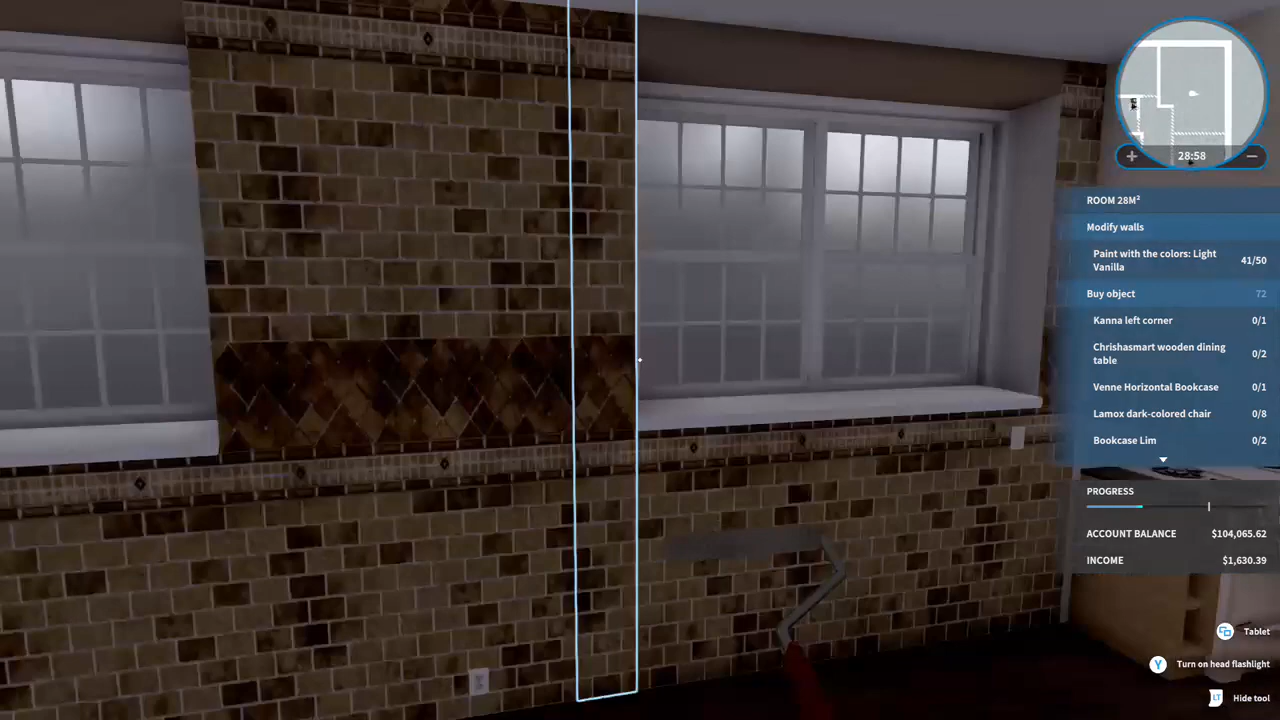 + 28:58 −
ROOM 28M²
Modify walls
Paint with the colors: Light
Vanilla 41/50
Buy object 72
Kanna left corner 0/1
Chrishasmart wooden dining
table 0/2
Venne Horizontal Bookcase 0/1
Lamox dark-colored chair 0/8
Bookcase Lim 0/2
PROGRESS
ACCOUNT BALANCE $104,065.62
INCOME $1,630.39
Tablet
Y Turn on head flashlight
LT Hide tool